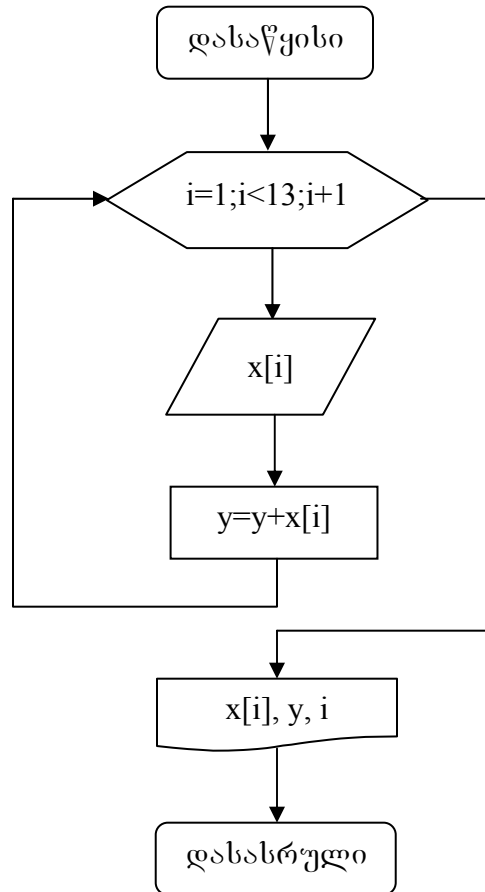 დასაწყისი
i=1;i<13;i+1
x[i]
y=y+x[i]
x[i], y, i
დასასრული